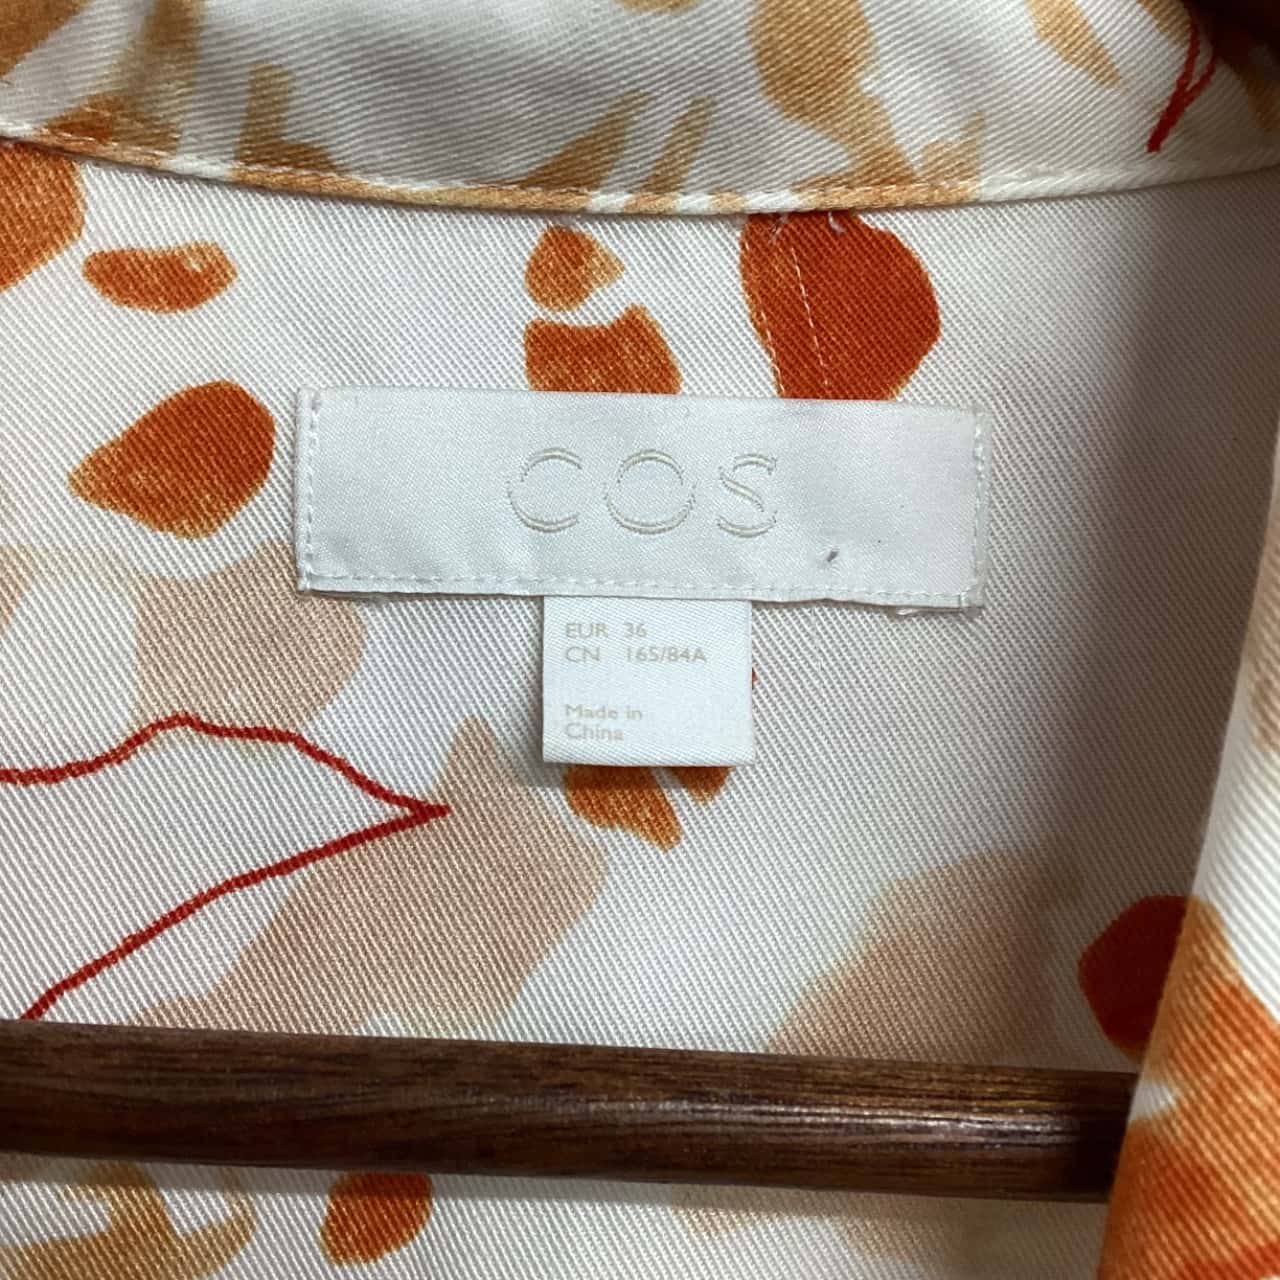 COS
EUR 36
CN 165/84A
Made in
China